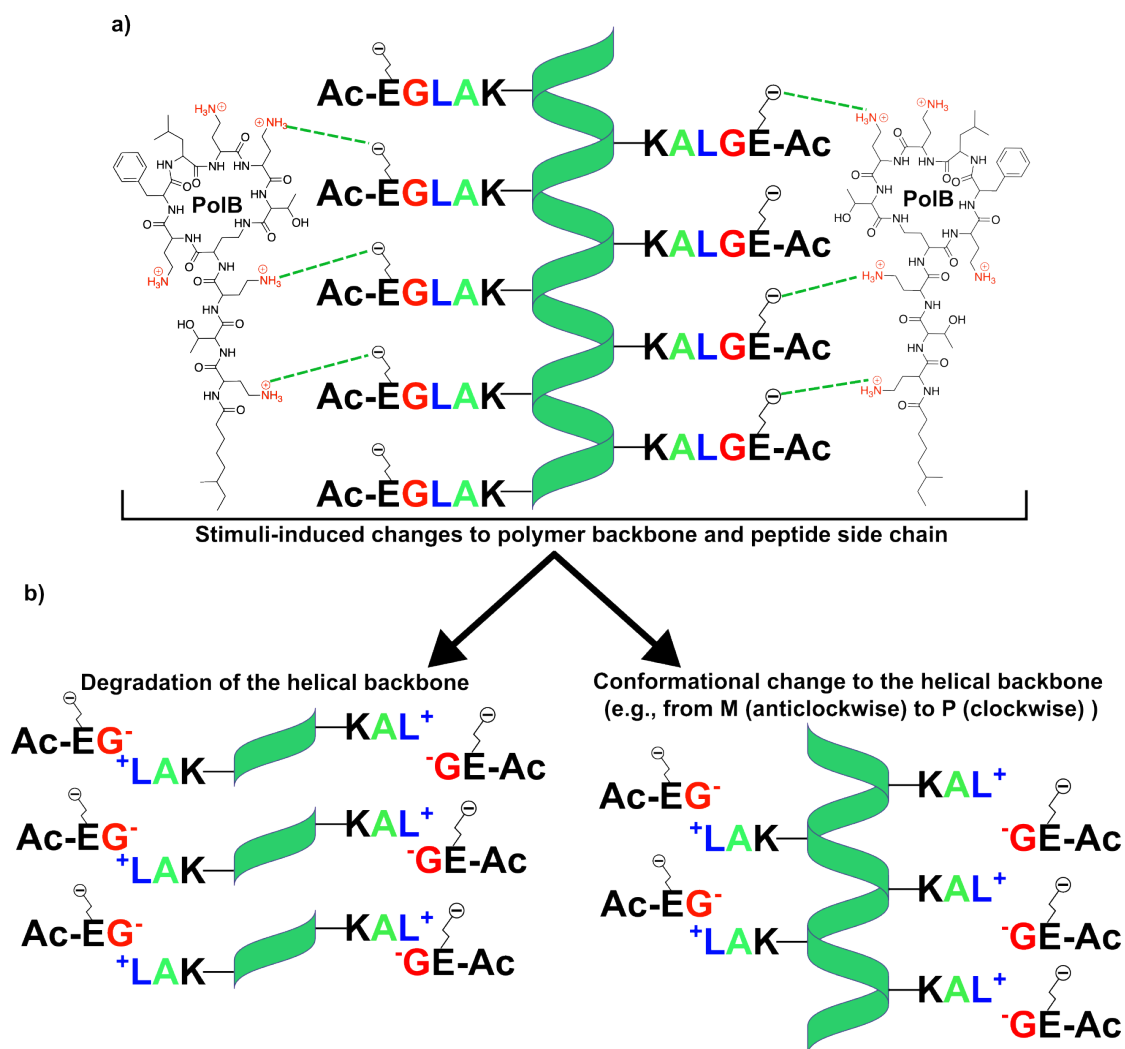 a)
Ac-EGLAK
KALGE-Ac
Ac-EGLAK
KALGE-Ac
Ac-EGLAK
KALGE-Ac
Ac-EGLAK
KALGE-Ac
Ac-EGLAK
PolB
PolB
Stimuli-induced changes to polymer backbone and peptide side chain
b)
Degradation of the helical backbone
Ac-EG-
+LAK
KAL+
-GE-Ac
Ac-EG-
+LAK
KAL+
-GE-Ac
Ac-EG-
+LAK
KAL+
-GE-Ac
Conformational change to the helical backbone
(e.g., from M (anticlockwise) to P (clockwise) )
KAL+
Ac-EG-
-GE-Ac
+LAK
KAL+
Ac-EG-
-GE-Ac
+LAK
KAL+
-GE-Ac